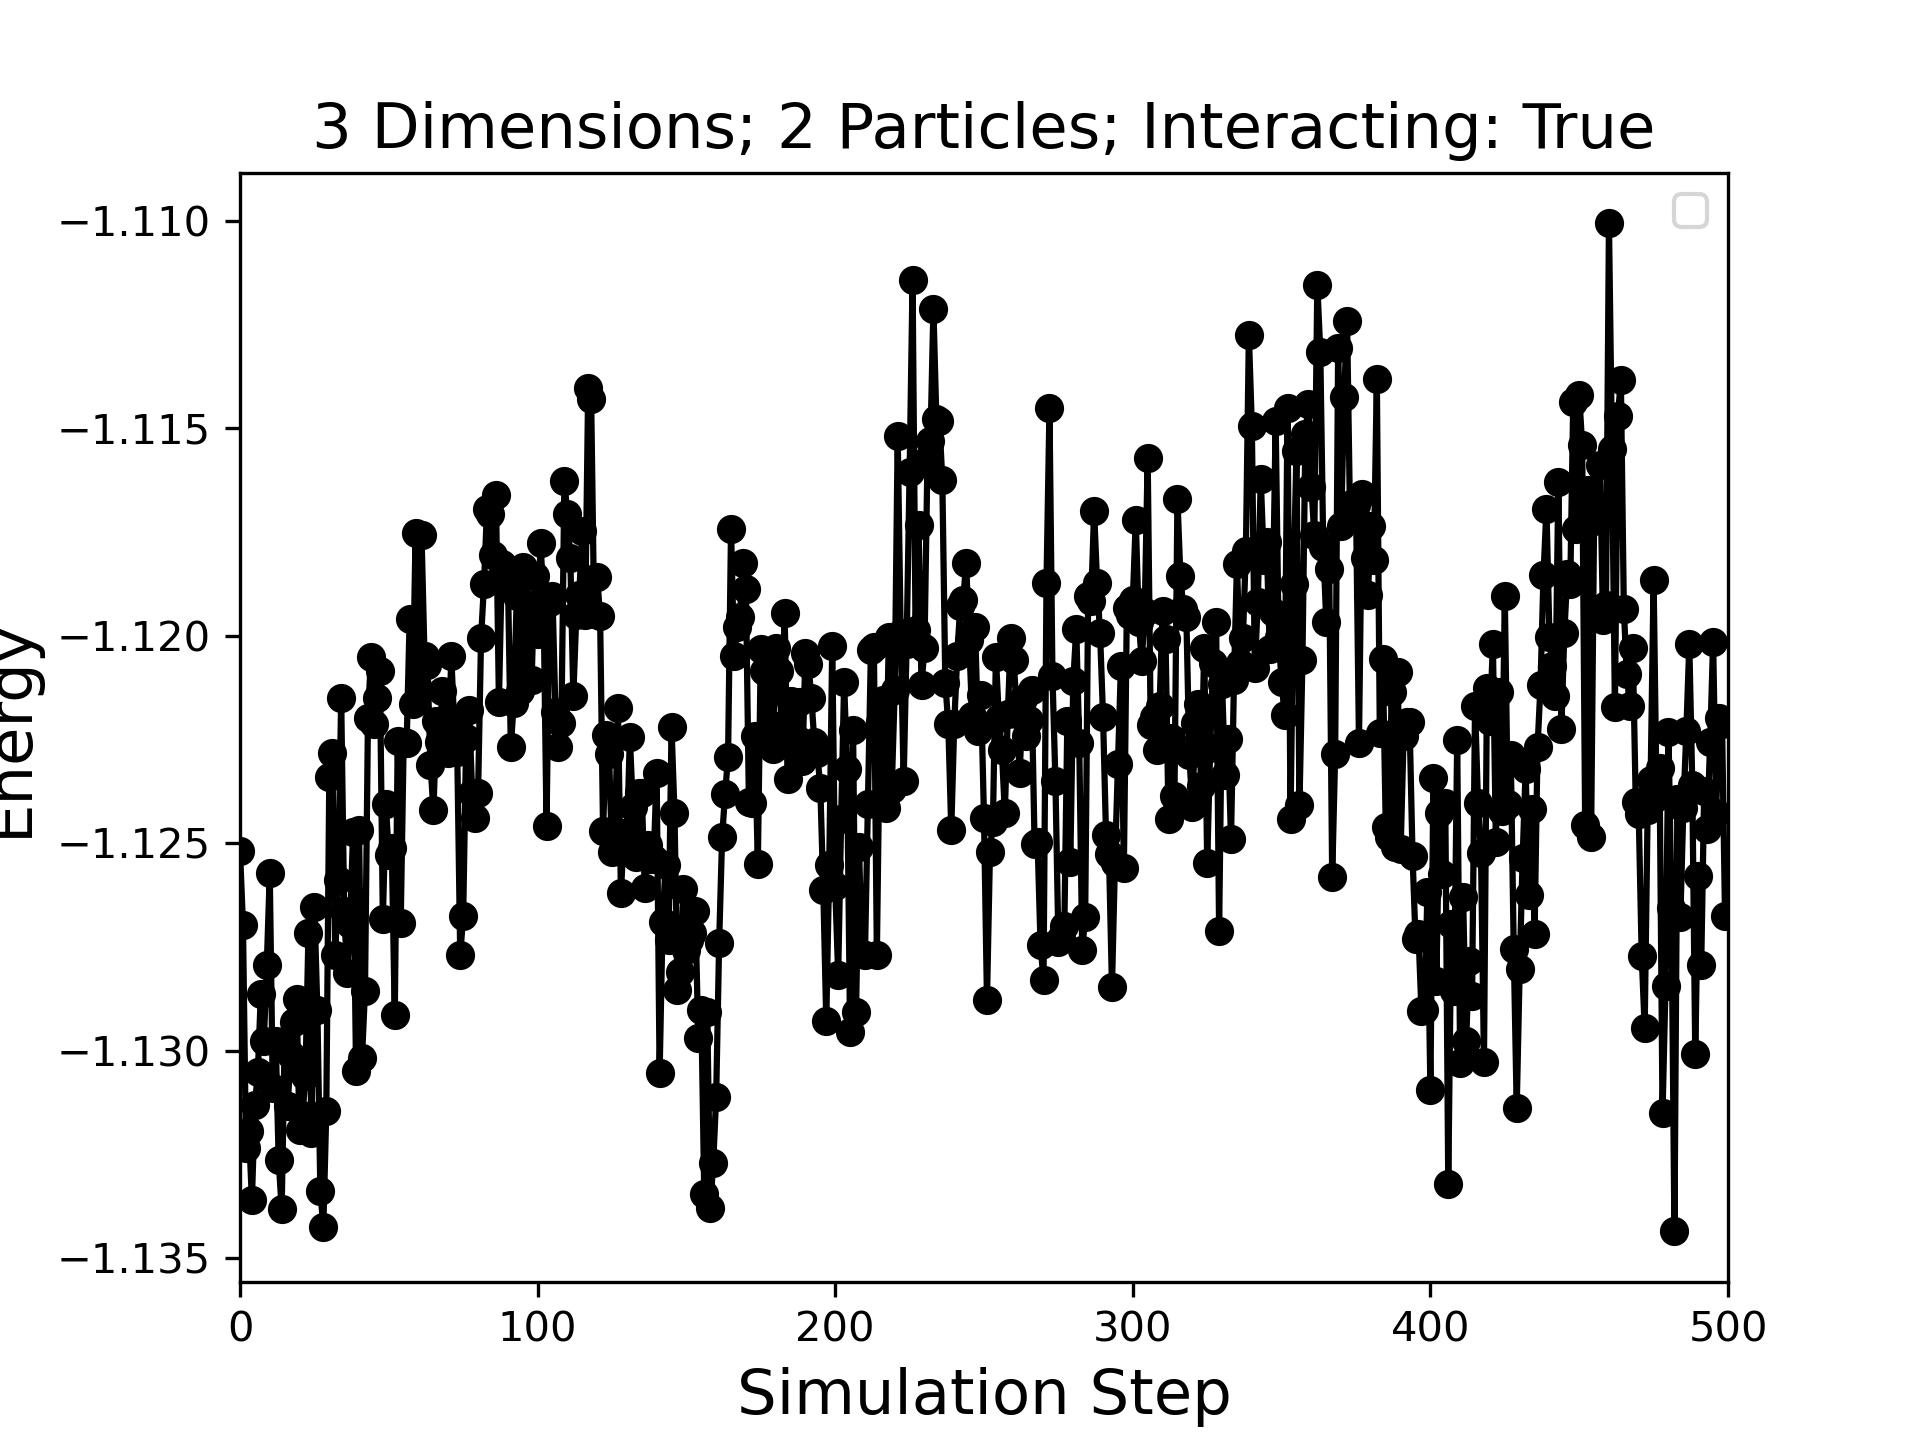 3 Dimensions; 2 Particles; Interacting: True
Energy
−1.110
−1.115
−1.120
−1.125
−1.130
−1.135
0 100 200 300 400 500
Simulation Step